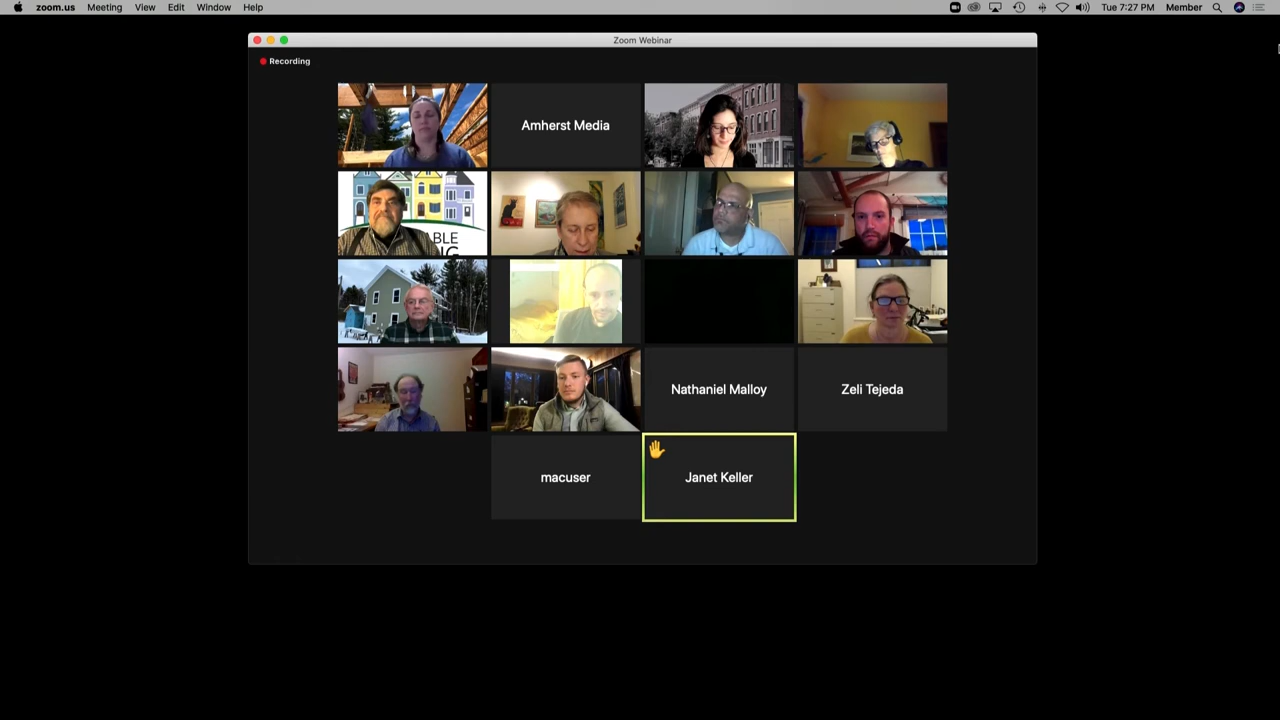 zoom.us Meeting View Edit Window Help Tue 7:27 PM Member
Zoom Webinar
Recording
Amherst Media
ABLE
Nathaniel Malloy
Zeli Tejeda
macuser
Janet Keller